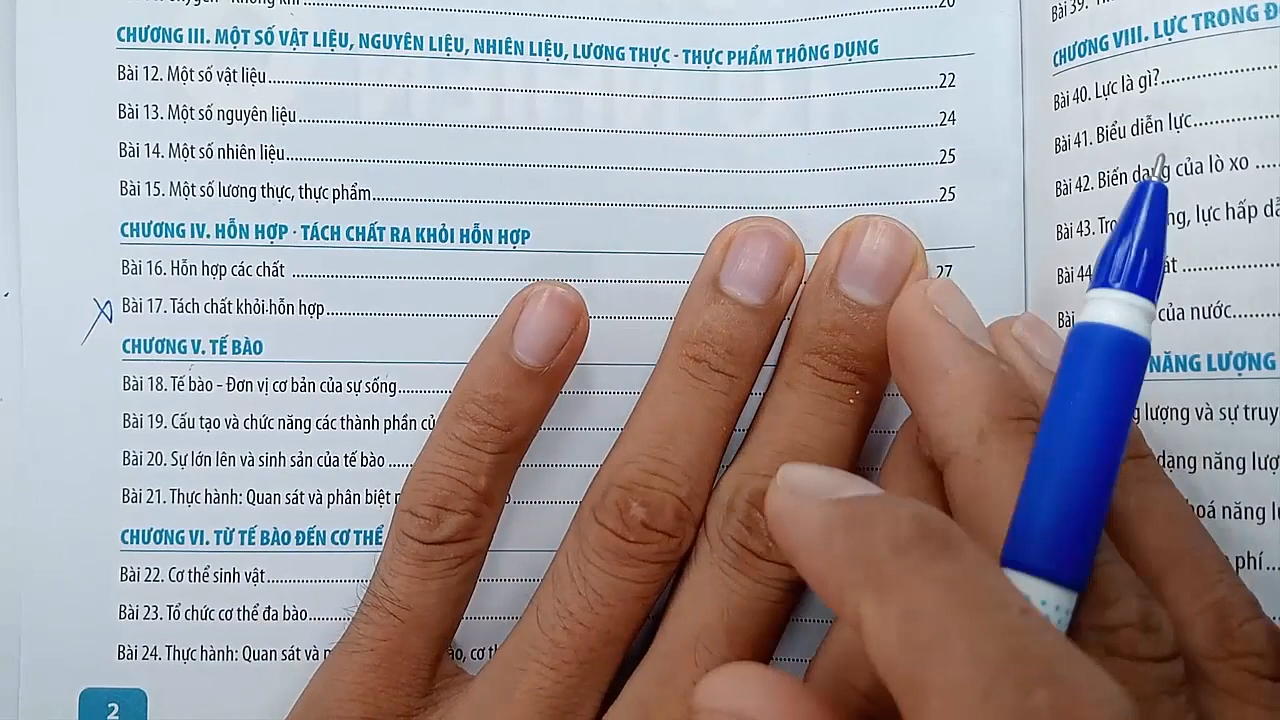 20
CHƯƠNG III. MỘT SỐ VẬT LIỆU, NGUYÊN LIỆU, NHIÊN LIỆU, LƯƠNG THỰC - THỰC PHẨM THÔNG DỤNG
Bài 12. Một số vật liệu 22
Bài 13. Một số nguyên liệu 24
Bài 14. Một số nhiên liệu 25
Bài 15. Một số lương thực, thực phẩm 25
CHƯƠNG IV. HỖN HỢP · TÁCH CHẤT RA KHỎI HỖN HỢP
Bài 16. Hỗn hợp các chất 27
Bài 17. Tách chất khỏi hỗn hợp
CHƯƠNG V. TẾ BÀO
Bài 18. Tế bào - Đơn vị cơ bản của sự sống
Bài 19. Cấu tạo và chức năng các thành phần
Bài 20. Sự lớn lên và sinh sản của tế bào
Bài 21. Thực hành: Quan sát và phân biệt
CHƯƠNG VI. TỪ TẾ BÀO ĐẾN CƠ THỂ
Bài 22. Cơ thể sinh vật
Bài 23. Tổ chức cơ thể đa bào
Bài 24. Thực hành: Quan sát và
2
Bài 39.
CHƯƠNG VIII. LỰC TRONG
Bài 40. Lực là gì?
Bài 41. Biểu diễn lực
Bài 42. Biến dạng của lò xo
Bài 43. lực hấp
Bài 44
Bài của nước
NĂNG LƯỢNG
lượng và sự
dạng năng
năng
phí